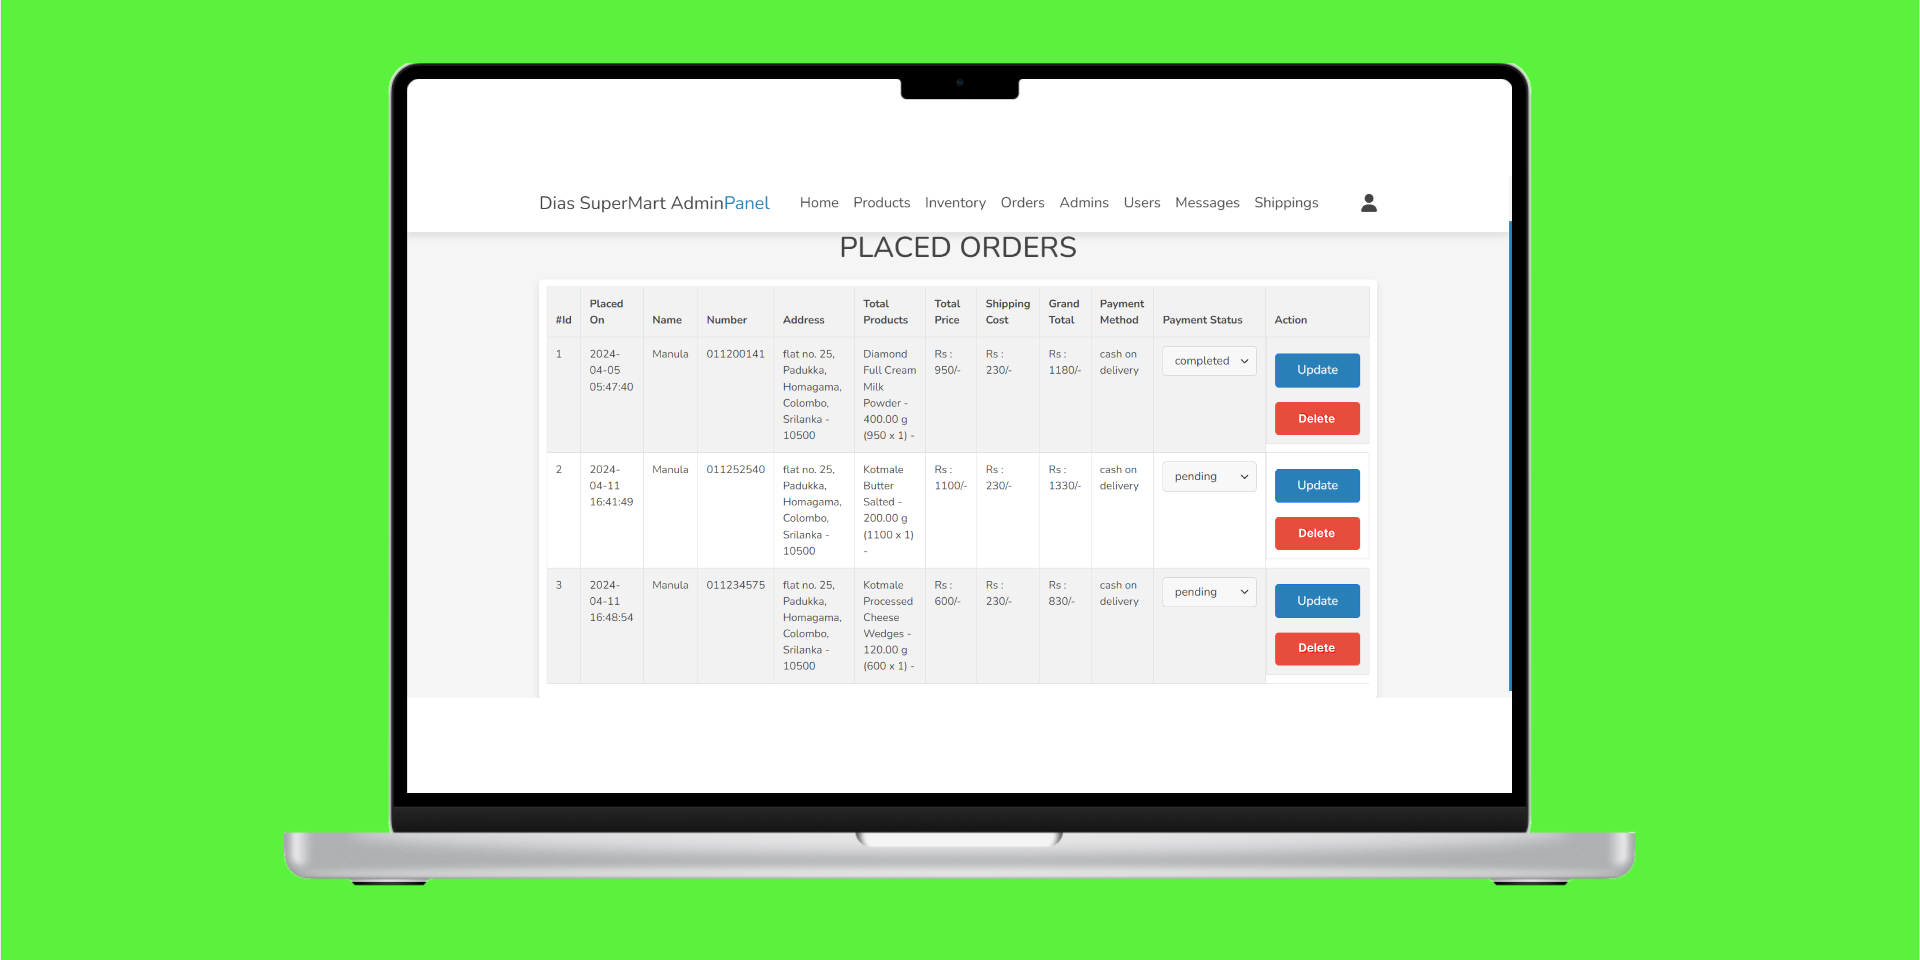 Dias SuperMart AdminPanel Home Products Inventory Orders Admins Users Messages Shippings
PLACED ORDERS
#Id Placed On Name Number Address Total Products Total Price Shipping Cost Grand Total Payment Method Payment Status Action
1
2024-
04-05
05:47:40
Manula
011200141
flat no. 25,
Padukka,
Homagama,
Colombo,
Srilanka -
10500
Diamond
Full Cream
Milk
Powder -
400.00 g
(950 x 1) -
Rs :
950/-
Rs :
230/-
Rs :
1180/-
cash on
delivery
completed
Update
Delete
2
2024-
04-11
16:41:49
Manula
011252540
flat no. 25,
Padukka,
Homagama,
Colombo,
Srilanka -
10500
Kotmale
Butter
Salted -
200.00 g
(1100 x 1)
-
Rs :
1100/-
Rs :
230/-
Rs :
1330/-
cash on
delivery
pending
Update
Delete
3
2024-
04-11
16:48:54
Manula
011234575
flat no. 25,
Padukka,
Homagama,
Colombo,
Srilanka -
10500
Kotmale
Processed
Cheese
Wedges -
120.00 g
(600 x 1) -
Rs :
600/-
Rs :
230/-
Rs :
830/-
cash on
delivery
pending
Update
Delete